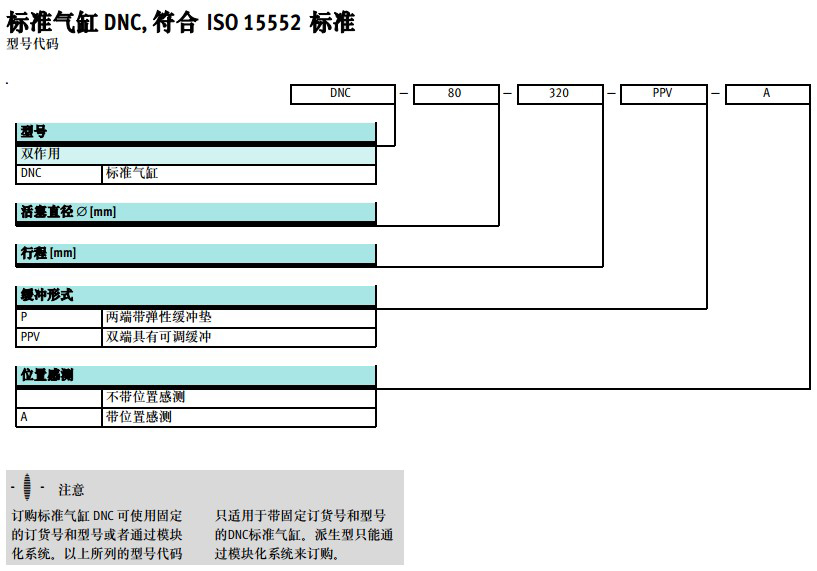 标准气缸 DNC, 符合 ISO 15552 标准
型号代码
DNC – 80 – 320 – PPV – A
型号
双作用
DNC 标准气缸
活塞直径 ∅ [mm]
行程 [mm]
缓冲形式
P 两端带弹性缓冲垫
PPV 双端具有可调缓冲
位置感测
不带位置感测
A 带位置感测
注意
订购标准气缸 DNC 可使用固定
的订货号和型号或者通过模块
化系统。以上所列的型号代码
只适用于带固定订货号和型号
的DNC标准气缸。派生型只能通
过模块化系统来订购。